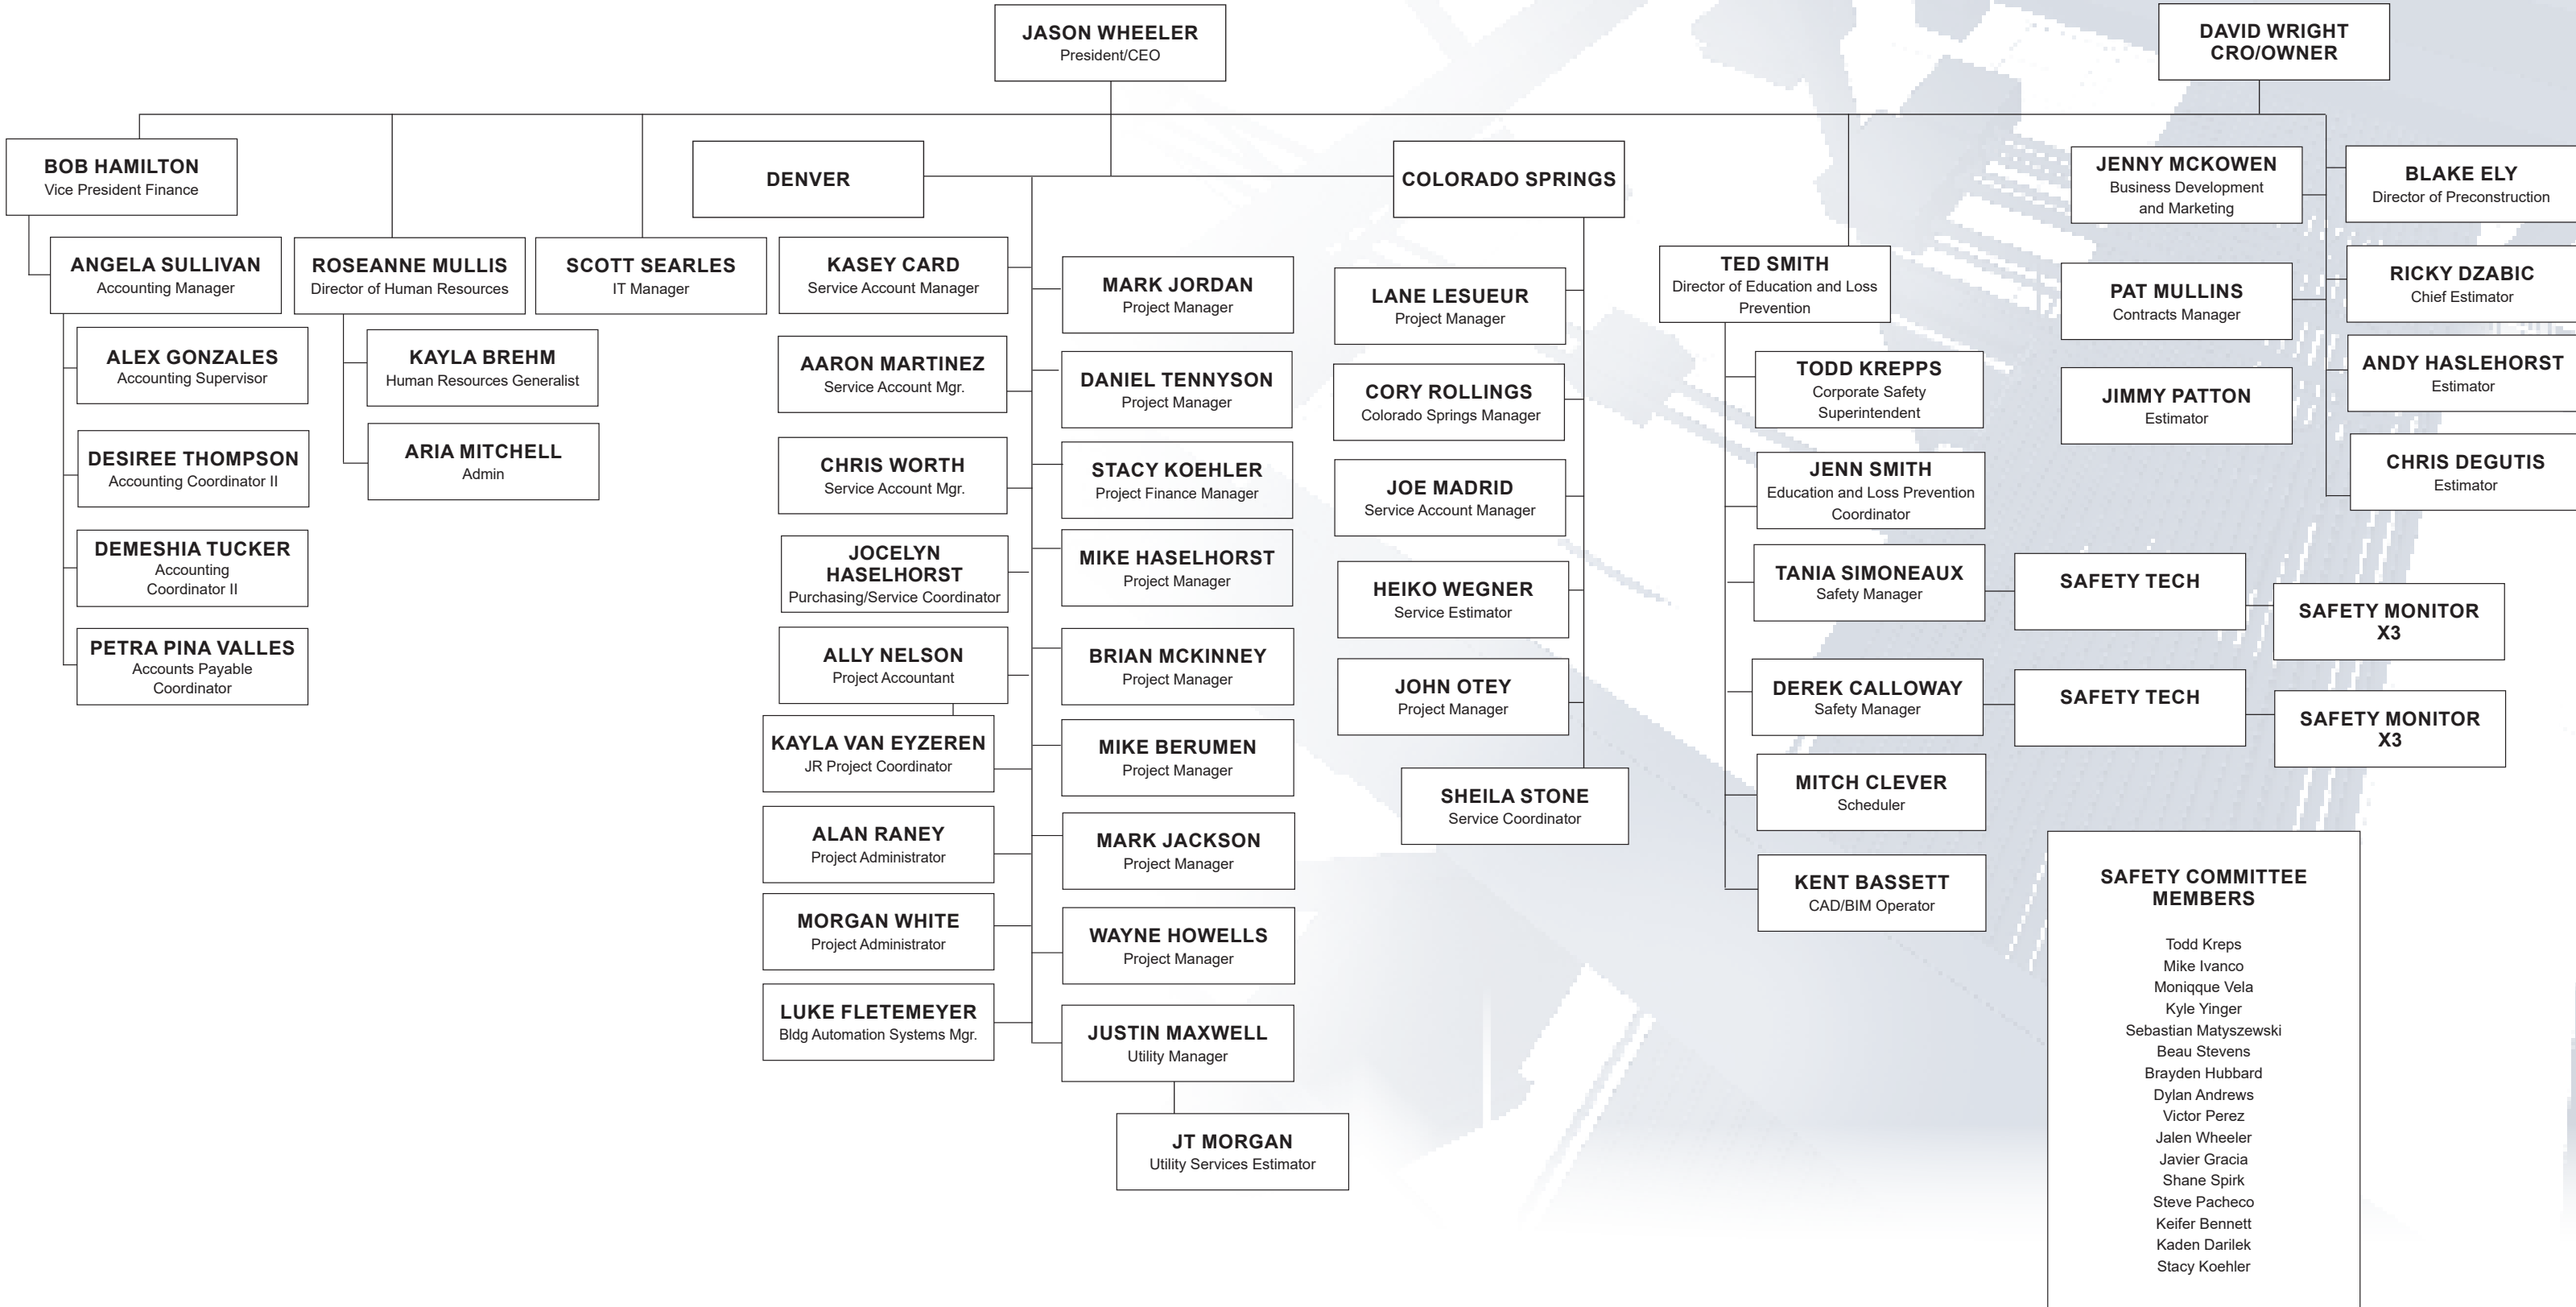 JASON WHEELER
President/CEO
DAVID WRIGHT
CRO/OWNER
BOB HAMILTON
Vice President Finance
ANGELA SULLIVAN
Accounting Manager
ALEX GONZALES
Accounting Supervisor
DESIREE THOMPSON
Accounting Coordinator II
DEMESHIA TUCKER
Accounting
Coordinator II
PETRA PINA VALLES
Accounts Payable
Coordinator
ROSEANNE MULLIS
Director of Human Resources
KAYLA BREHM
Human Resources Generalist
ARIA MITCHELL
Admin
SCOTT SEARLES
IT Manager
DENVER
KASEY CARD
Service Account Manager
AARON MARTINEZ
Service Account Mgr.
CHRIS WORTH
Service Account Mgr.
JOCELYN
HASELHORST
Purchasing/Service Coordinator
ALLY NELSON
Project Accountant
KAYLA VAN EYZEREN
JR Project Coordinator
ALAN RANEY
Project Administrator
MORGAN WHITE
Project Administrator
LUKE FLETEMEYER
Bldg Automation Systems Mgr.
MARK JORDAN
Project Manager
DANIEL TENNYSON
Project Manager
STACY KOEHLER
Project Finance Manager
MIKE HASELHORST
Project Manager
BRIAN MCKINNEY
Project Manager
MIKE BERUMEN
Project Manager
MARK JACKSON
Project Manager
WAYNE HOWELLS
Project Manager
JUSTIN MAXWELL
Utility Manager
JT MORGAN
Utility Services Estimator
COLORADO SPRINGS
LANE LESUEUR
Project Manager
CORY ROLLINGS
Colorado Springs Manager
JOE MADRID
Service Account Manager
HEIKO WEGNER
Service Estimator
JOHN OTEY
Project Manager
SHEILA STONE
Service Coordinator
TED SMITH
Director of Education and Loss
Prevention
TODD KREPPS
Corporate Safety
Superintendent
JENN SMITH
Education and Loss Prevention
Coordinator
TANIA SIMONEAUX
Safety Manager
SAFETY TECH
SAFETY MONITOR
X3
DEREK CALLOWAY
Safety Manager
SAFETY TECH
SAFETY MONITOR
X3
MITCH CLEVER
Scheduler
KENT BASSETT
CAD/BIM Operator
JENNY MCKOWEN
Business Development
and Marketing
PAT MULLINS
Contracts Manager
JIMMY PATTON
Estimator
BLAKE ELY
Director of Preconstruction
RICKY DZABIC
Chief Estimator
ANDY HASLEHORST
Estimator
CHRIS DEGUTIS
Estimator
SAFETY COMMITTEE
MEMBERS
Todd Kreps
Mike Ivanco
Moniqque Vela
Kyle Yinger
Sebastian Matyszewski
Beau Stevens
Brayden Hubbard
Dylan Andrews
Victor Perez
Jalen Wheeler
Javier Gracia
Shane Spirk
Steve Pacheco
Keifer Bennett
Kaden Darilek
Stacy Koehler